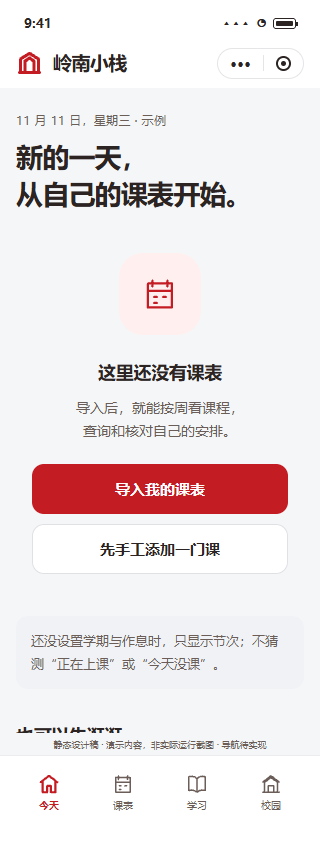 9:41
岭南小栈
11 月 11 日，星期三 · 示例
新的一天，
从自己的课表开始。
这里还没有课表
导入后，就能按周看课程，
查询和核对自己的安排。
导入我的课表
先手工添加一门课
还没设置学期与作息时，只显示节次；不猜
测“正在上课”或“今天没课”。
静态设计稿 · 演示内容，非实际运行截图 · 导航待实现
今天
课表
学习
校园